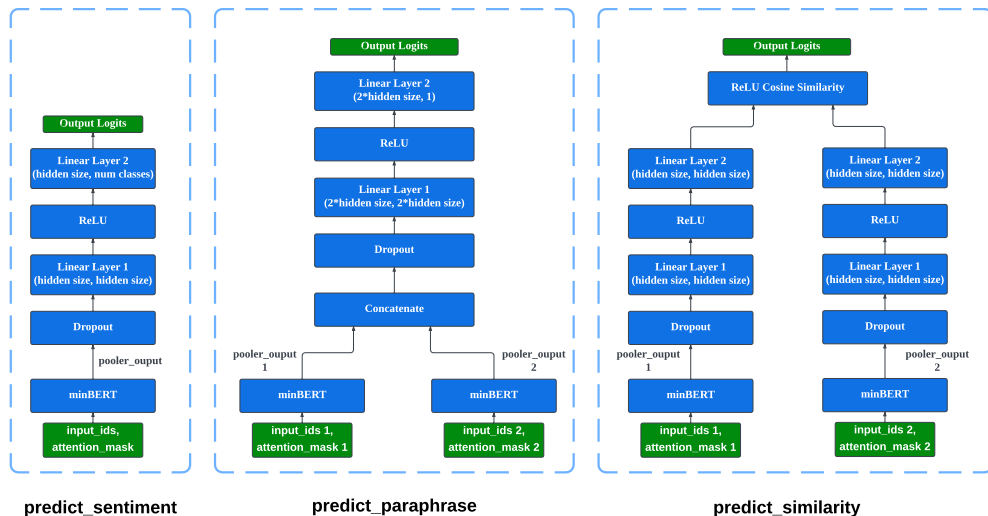 Output Logits
Linear Layer 2
(hidden size, num classes)
ReLU
Linear Layer 1
(hidden size, hidden size)
Dropout
pooler_ouput
minBERT
input_ids,
attention_mask
predict_sentiment
Output Logits
Linear Layer 2
(2*hidden size, 1)
ReLU
Linear Layer 1
(2*hidden size, 2*hidden size)
Dropout
Concatenate
pooler_ouput
1
pooler_ouput
2
minBERT
minBERT
input_ids 1,
attention_mask 1
input_ids 2,
attention_mask 2
predict_paraphrase
Output Logits
ReLU Cosine Similarity
Linear Layer 2
(hidden size, hidden size)
ReLU
Linear Layer 1
(hidden size, hidden size)
Dropout
pooler_ouput
1
minBERT
input_ids 1,
attention_mask 1
Linear Layer 2
(hidden size, hidden size)
ReLU
Linear Layer 1
(hidden size, hidden size)
Dropout
pooler_ouput
2
minBERT
input_ids 2,
attention_mask 2
predict_similarity